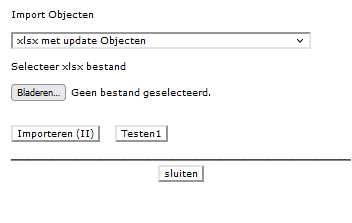 Import Objecten
xlsx met update Objecten
Selecteer xlsx bestand
Bladeren... Geen bestand geselecteerd.
Importeren (II) Testen1
sluiten